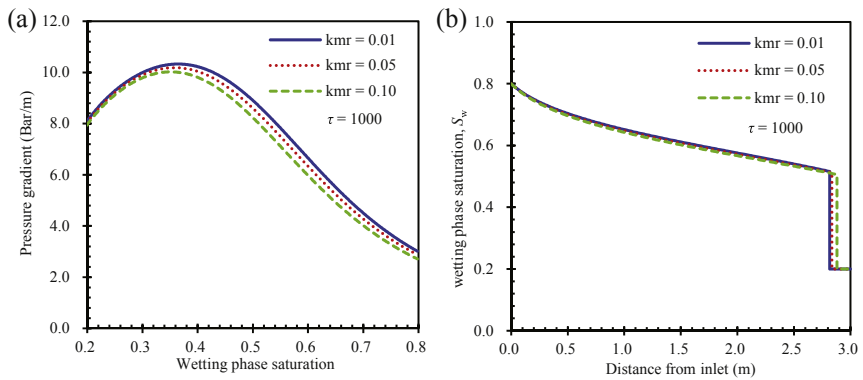 (a)
12.0
10.0
8.0
6.0
4.0
2.0
0.0
Pressure gradient (Bar/m)
kmr = 0.01
kmr = 0.05
kmr = 0.10
τ = 1000
0.2 0.3 0.4 0.5 0.6 0.7 0.8
Wetting phase saturation
(b)
1.0
0.8
0.6
0.4
0.2
0.0
wetting phase saturation, Sw
kmr = 0.01
kmr = 0.05
kmr = 0.10
τ = 1000
0.0 0.5 1.0 1.5 2.0 2.5 3.0
Distance from inlet (m)